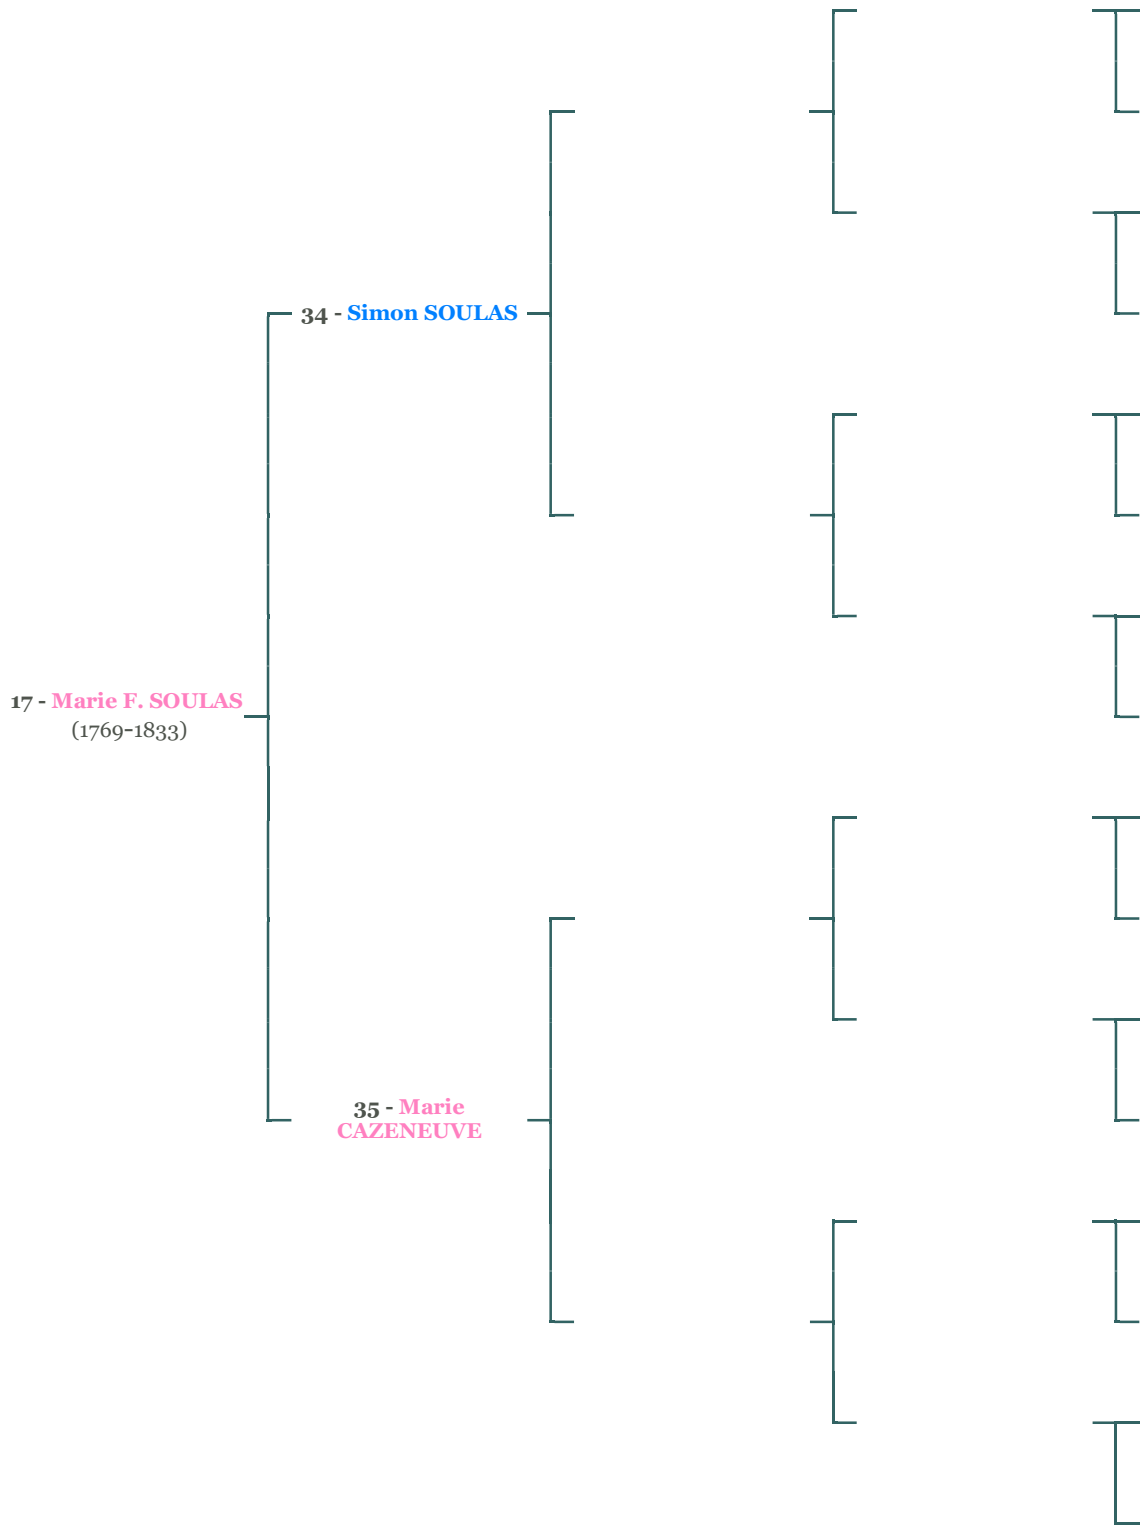 34 - Simon SOULAS
17 - Marie F. SOULAS
(1769-1833)
35 - Marie
CAZENEUVE